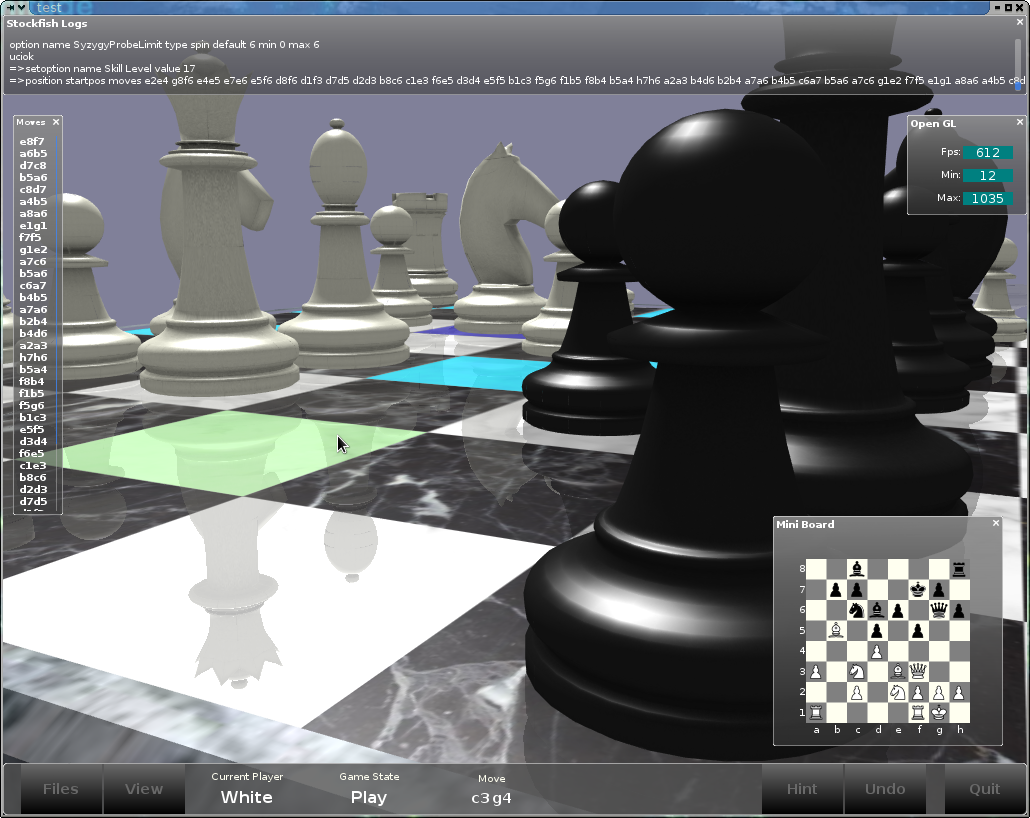 test
Stockfish Logs
option name SyzygyProbeLimit type spin default 6 min 0 max 6
uciok
=>setoption name Skill Level value 17
=>position startpos moves e2e4 g8f6 e4e5 e7e6 e5f6 d8f6 d1f3 d7d5 d2d3 b8c6 c1e3 f6e5 d3d4 e5f5 b1c3 f5g6 f1b5 f8b4 b5a4 h7h6 a2a3 b4d6 b2b4 a7a6 b4b5 c6a7 b5a6 a7c6 g1e2 f7f5 e1g1 a8a6 a4b5 c8d
Moves
e8f7
a6b5
d7c8
b5a6
c8d7
a4b5
a8a6
e1g1
f7f5
g1e2
a7c6
b5a6
c6a7
b4b5
a7a6
b2b4
b4d6
a2a3
h7h6
b5a4
f8b4
f1b5
f5g6
b1c3
e5f5
d3d4
f6e5
c1e3
b8c6
d2d3
d7d5
Open GL
Fps: 612
Min: 12
Max: 1035
Mini Board
8
7
6
5
4
3
2
1
a b c d e f g h
Files
View
Current Player
White
Game State
Play
Move
c3g4
Hint
Undo
Quit